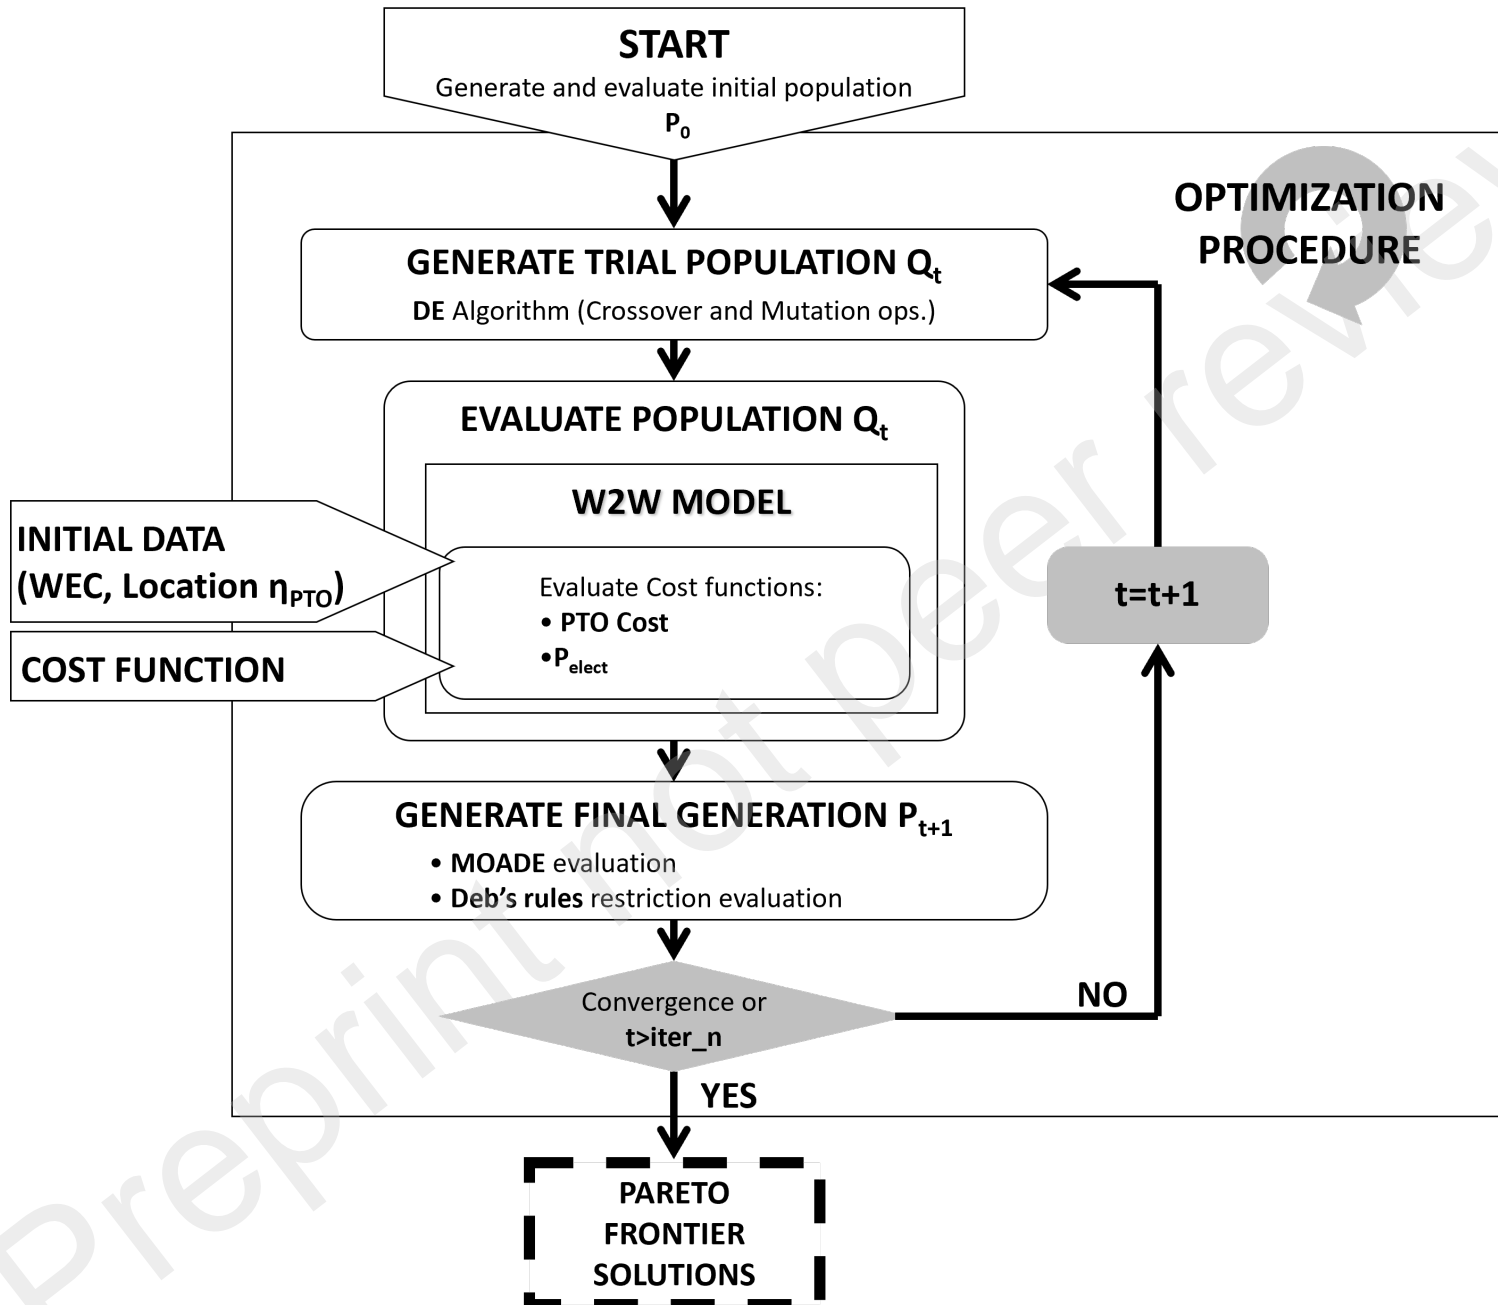 START
Generate and evaluate initial population
P0
OPTIMIZATION
PROCEDURE
GENERATE TRIAL POPULATION Qt
DE Algorithm (Crossover and Mutation ops.)
EVALUATE POPULATION Qt
W2W MODEL
INITIAL DATA
(WEC, Location ηPTO)
Evaluate Cost functions:
• PTO Cost
•Pelect
COST FUNCTION
t=t+1
GENERATE FINAL GENERATION Pt+1
• MOADE evaluation
• Deb's rules restriction evaluation
Convergence or
t>iter_n
NO
YES
PARETO
FRONTIER
SOLUTIONS
Preprint not peer review